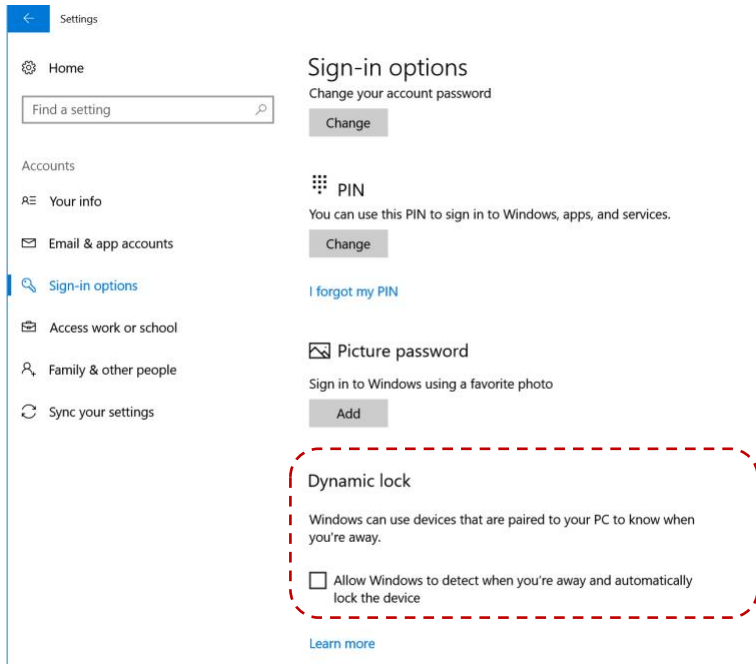 Settings
Home
Find a setting
Accounts
Your info
Email & app accounts
Sign-in options
Access work or school
Family & other people
Sync your settings
Sign-in options
Change your account password
Change
PIN
You can use this PIN to sign in to Windows, apps, and services.
Change
I forgot my PIN
Picture password
Sign in to Windows using a favorite photo
Add
Dynamic lock
Windows can use devices that are paired to your PC to know when
you're away.
Allow Windows to detect when you're away and automatically
lock the device
Learn more